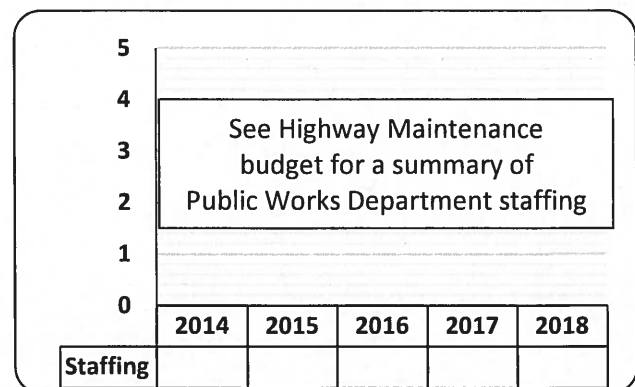 5
4
3
2
1
0
See Highway Maintenance
budget for a summary of
Public Works Department staffing
2014 2015 2016 2017 2018
Staffing